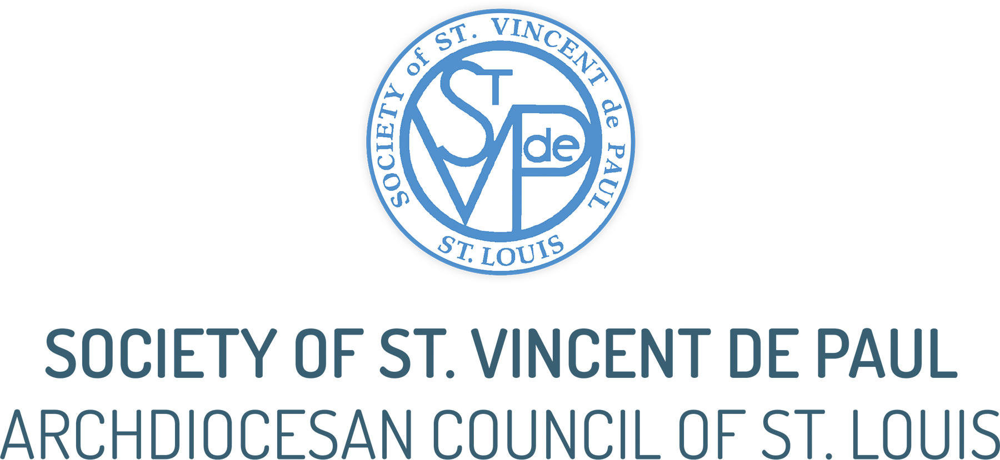 SOCIETY of ST. VINCENT de PAUL
ST
V P
de
ST. LOUIS
SOCIETY OF ST. VINCENT DE PAUL
ARCHDIOCESAN COUNCIL OF ST. LOUIS